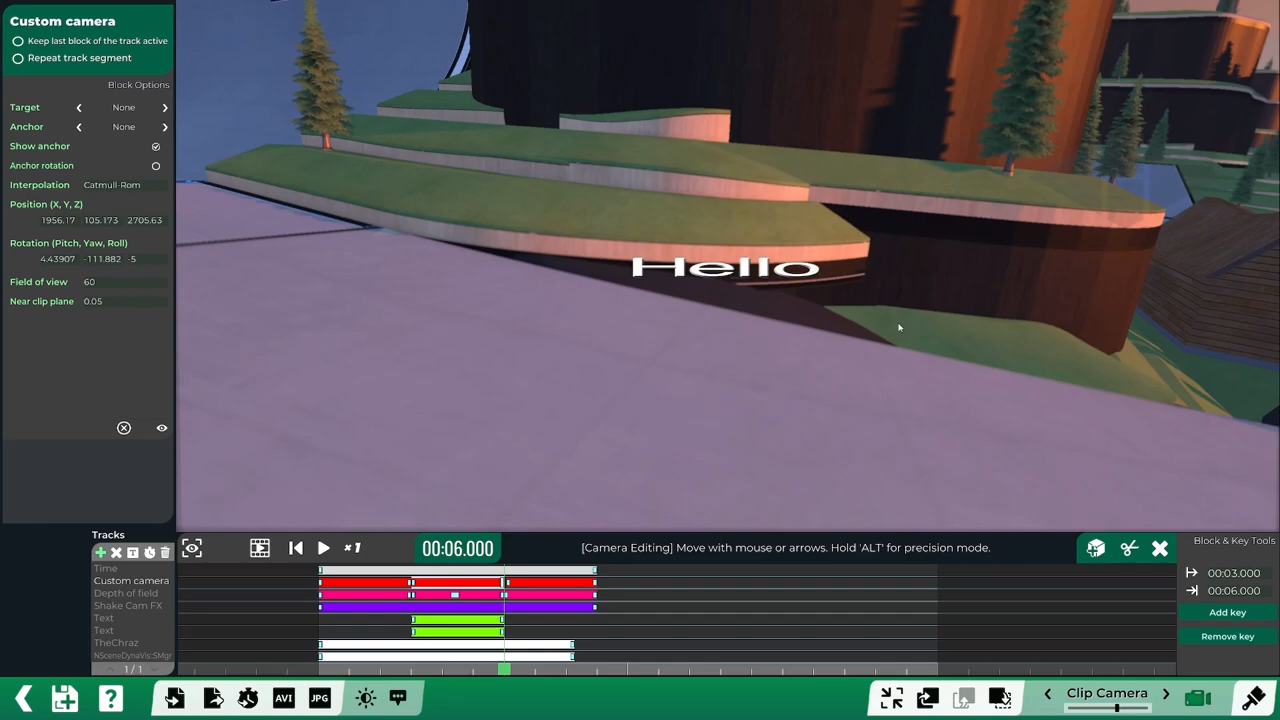 Custom camera
Keep last block of the track active
Repeat track segment
Block Options
Target None
Anchor None
Show anchor
Anchor rotation
Interpolation Catmull-Rom
Position (X, Y, Z)
1956.17 105.173 2705.63
Rotation (Pitch, Yaw, Roll)
4.43907 -111.882 -5
Field of view 60
Near clip plane 0.05
Hello
Tracks
×1
00:06.000
[Camera Editing] Move with mouse or arrows. Hold 'ALT' for precision mode.
Block & Key Tools
Time
Custom camera
Depth of field
Shake Cam FX
Text
Text
TheChraz
NSceneDynaVis::SMgr
1 / 1
00:03.000
00:06.000
Add key
Remove key
AVI
JPG
Clip Camera